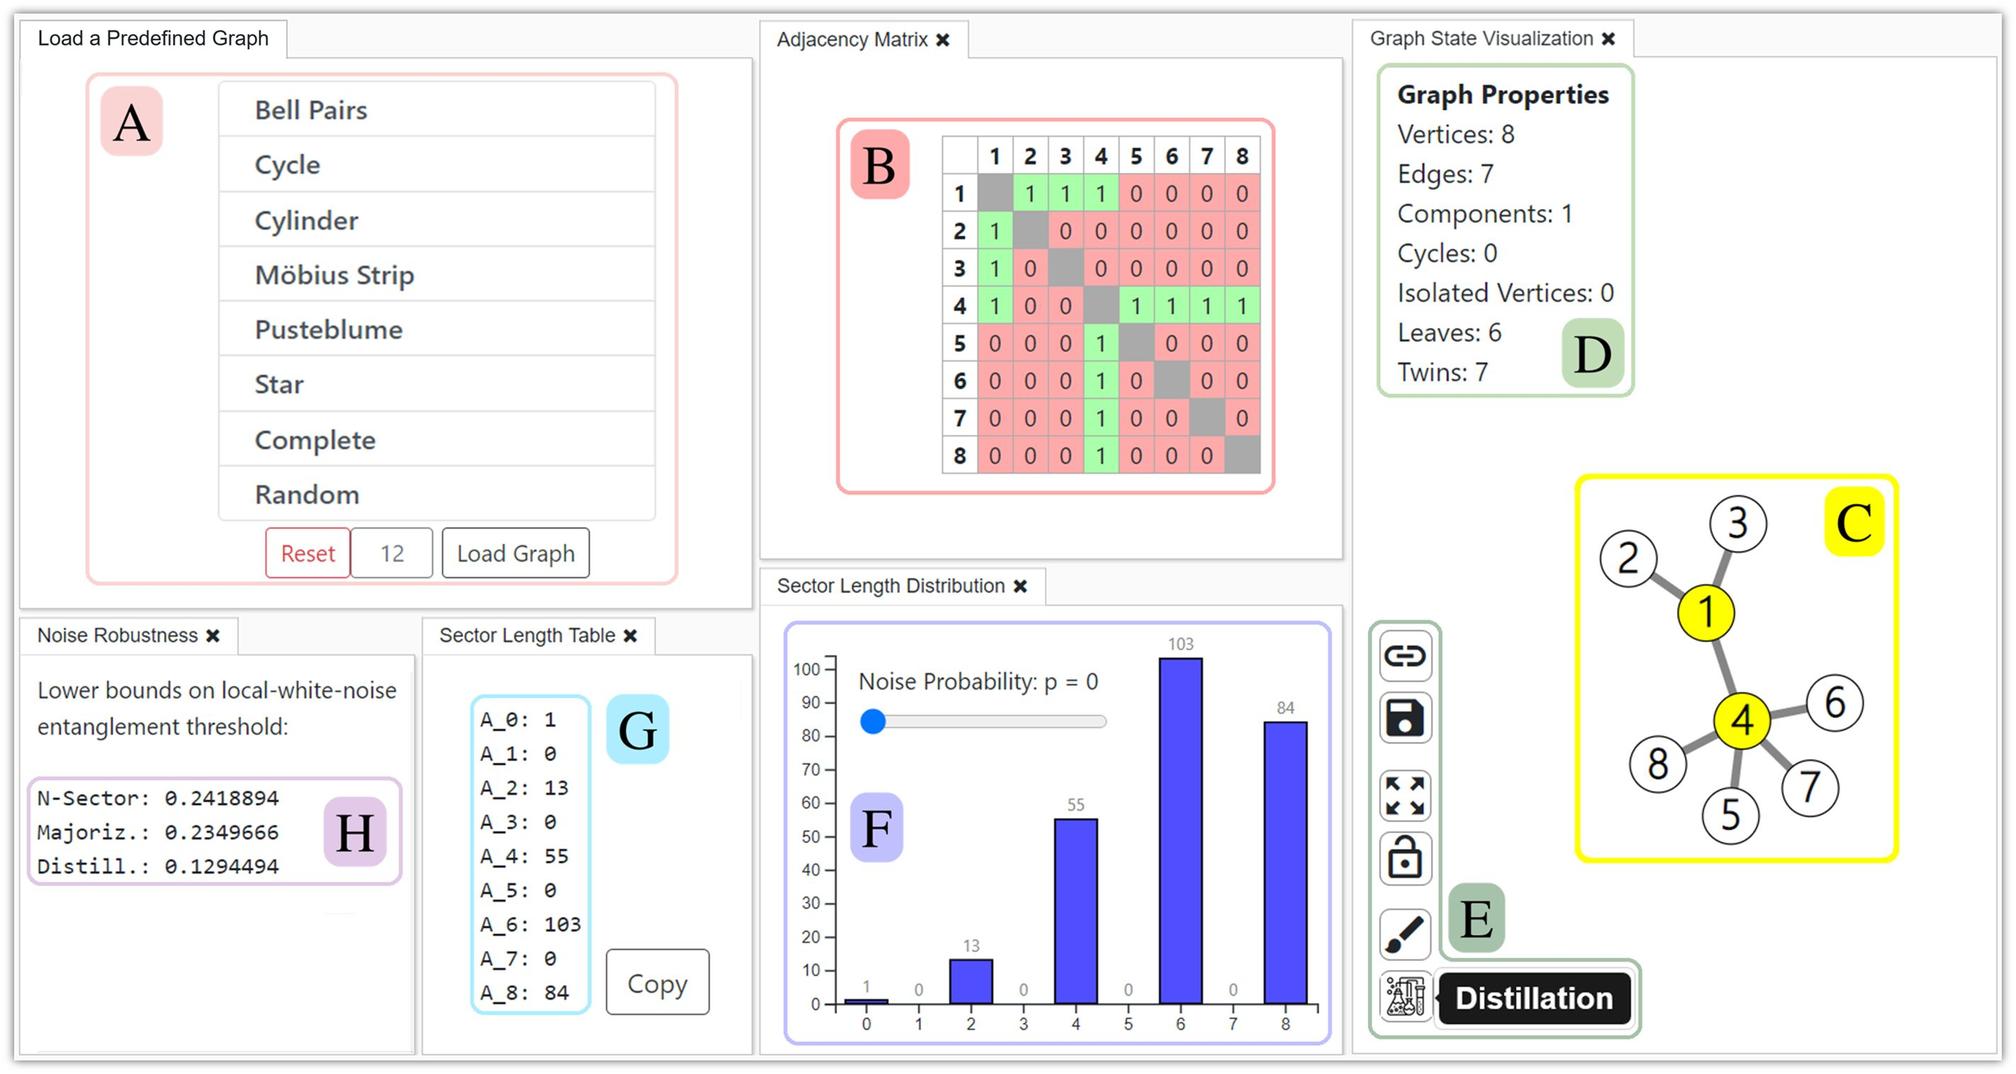 Load a Predefined Graph
A
Bell Pairs
Cycle
Cylinder
Möbius Strip
Pusteblume
Star
Complete
Random
Reset 12 Load Graph
Noise Robustness ✖
Lower bounds on local-white-noise
entanglement threshold:
N-Sector: 0.2418894
Majoriz.: 0.2349666
Distill.: 0.1294494
H
Sector Length Table ✖
A_0: 1
A_1: 0
A_2: 13
A_3: 0
A_4: 55
A_5: 0
A_6: 103
A_7: 0
A_8: 84
G
Copy
Adjacency Matrix ✖
B
1 2 3 4 5 6 7 8
1 1 1 1 0 0 0 0
2 1 0 0 0 0 0 0
3 1 0 0 0 0 0 0
4 1 0 0 1 1 1 1
5 0 0 0 1 0 0 0
6 0 0 0 1 0 0 0
7 0 0 0 1 0 0 0
8 0 0 0 1 0 0 0
Sector Length Distribution ✖
Noise Probability: p = 0
F
100
90
80
70
60
50
40
30
20
10
0
1 0 13 0 55 0 103 0 84
0 1 2 3 4 5 6 7 8
Graph State Visualization ✖
Graph Properties
Vertices: 8
Edges: 7
Components: 1
Cycles: 0
Isolated Vertices: 0
Leaves: 6
Twins: 7
D
C
3
2
1
6
4
8
7
5
E
Distillation